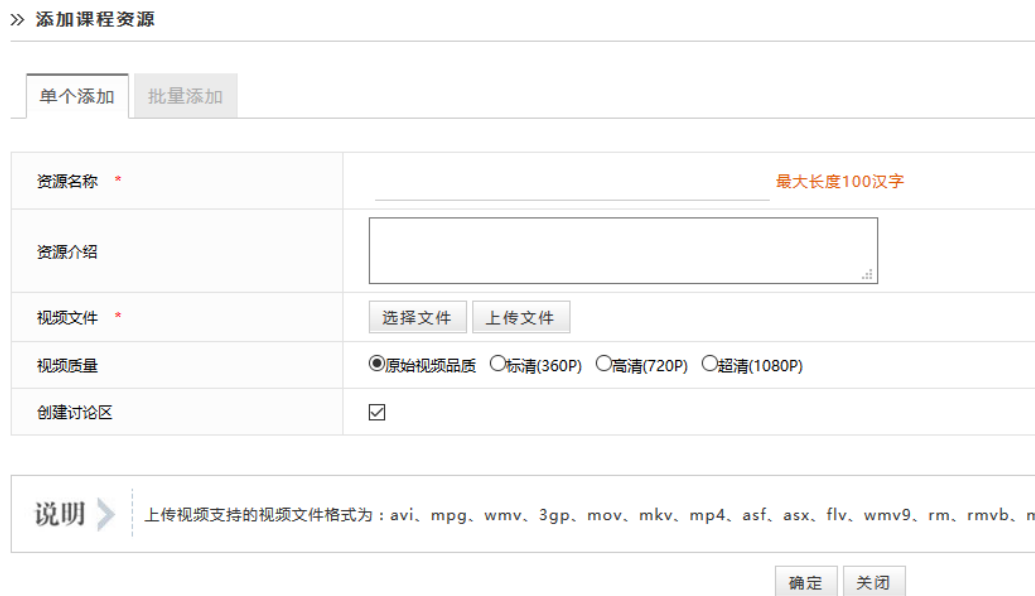 添加课程资源
单个添加 批量添加
资源名称 * 最大长度100汉字
资源介绍
视频文件 * 选择文件 上传文件
视频质量 原始视频品质 标清(360P) 高清(720P) 超清(1080P)
创建讨论区
说明 上传视频支持的视频文件格式为：avi、mpg、wmv、3gp、mov、mkv、mp4、asf、asx、flv、wmv9、rm、rmvb、
确定 关闭